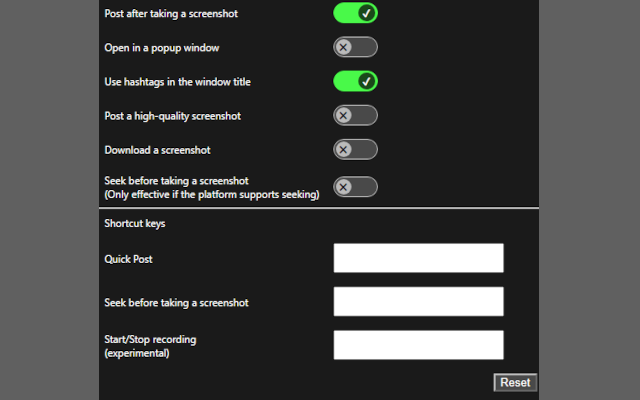 Post after taking a screenshot
Open in a popup window
Use hashtags in the window title
Post a high-quality screenshot
Download a screenshot
Seek before taking a screenshot
(Only effective if the platform supports seeking)
Shortcut keys
Quick Post
Seek before taking a screenshot
Start/Stop recording
(experimental)
Reset